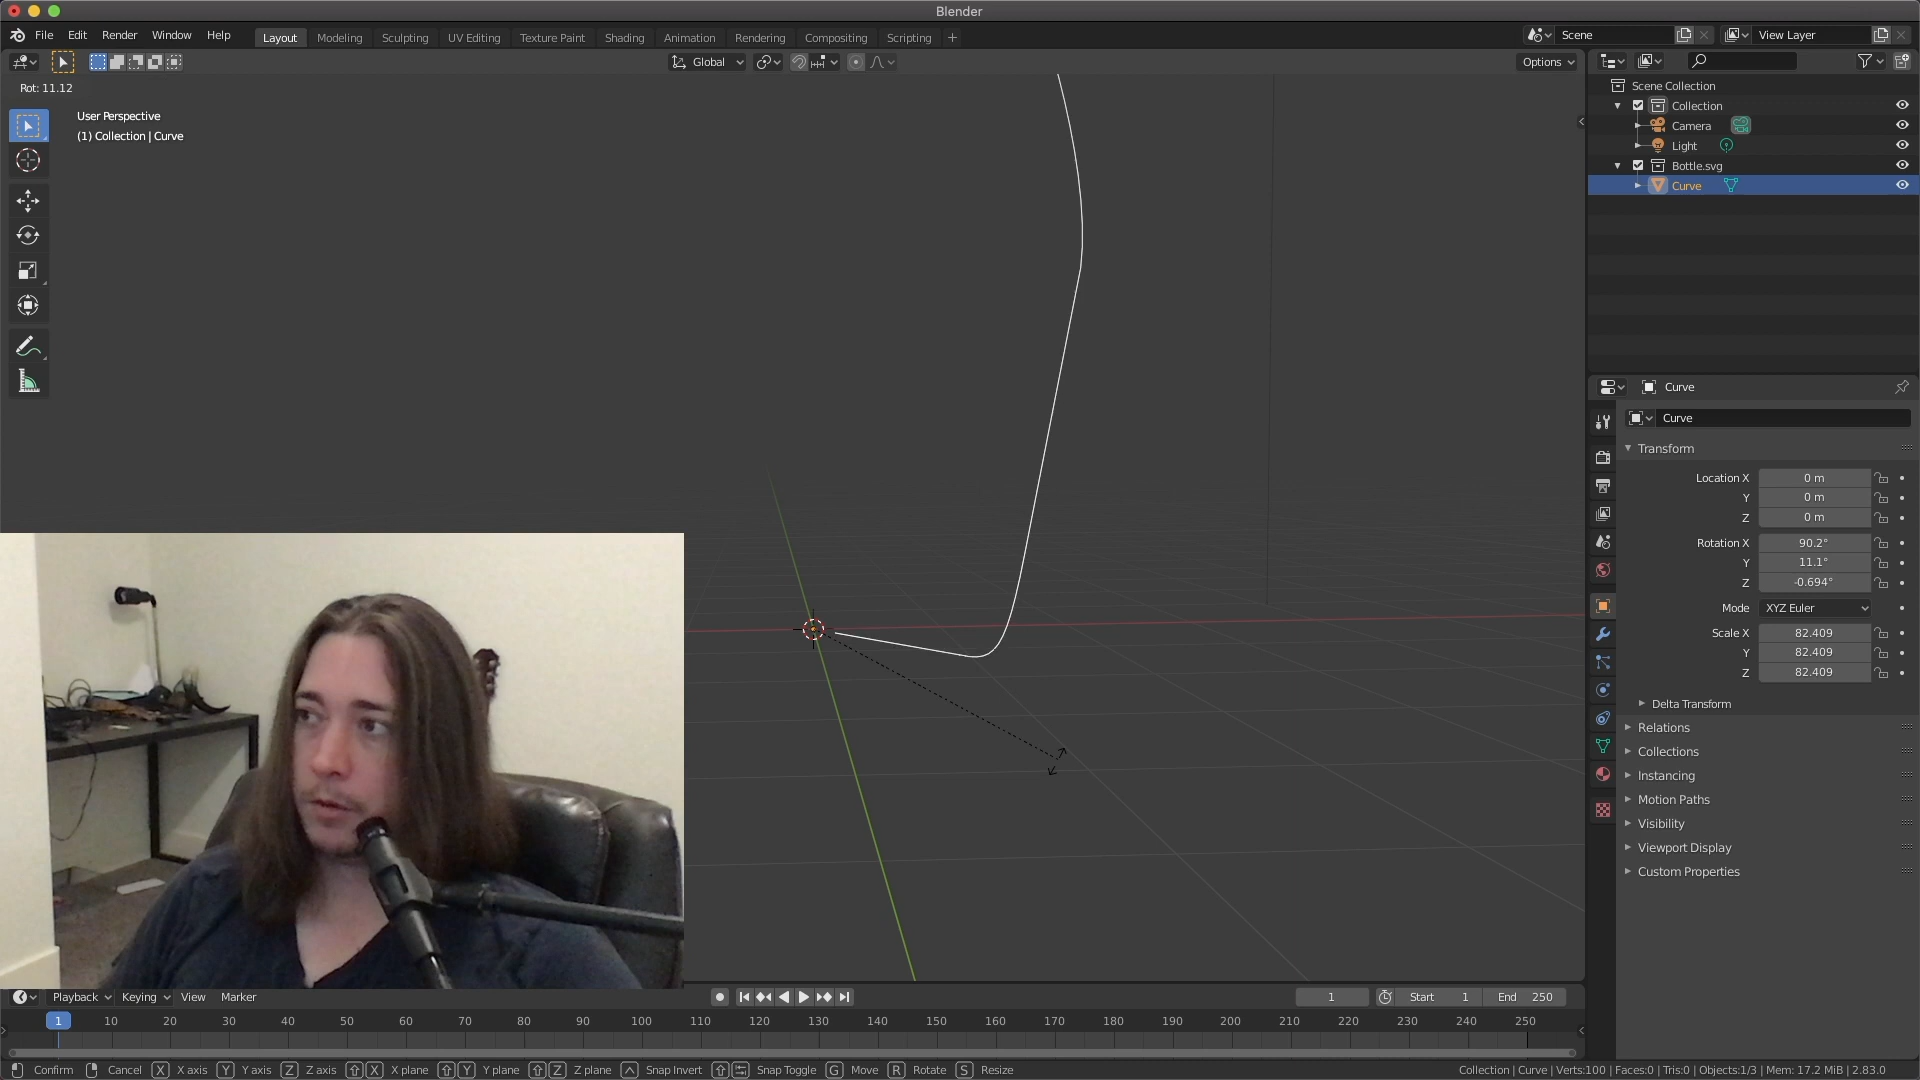 Blender
File Edit Render Window Help
Layout Modeling Sculpting UV Editing Texture Paint Shading Animation Rendering Compositing Scripting +
Scene
View Layer
Global
Options
Rot: 11.12
User Perspective
(1) Collection | Curve
Scene Collection
Collection
Camera
Light
Bottle.svg
Curve
Curve
Curve
Transform
Location X 0 m
Y 0 m
Z 0 m
Rotation X 90.2°
Y 11.1°
Z -0.694°
Mode XYZ Euler
Scale X 82.409
Y 82.409
Z 82.409
Delta Transform
Relations
Collections
Instancing
Motion Paths
Visibility
Viewport Display
Custom Properties
Playback Keying View Marker
1 Start 1 End 250
1 10 20 30 40 50 60 70 80 90 100 110 120 130 140 150 160 170 180 190 200 210 220 230 240 250
Confirm Cancel X X axis Y Y axis Z Z axis X X plane Y Y plane Z Z plane Snap Invert Snap Toggle G Move R Rotate S Resize
Collection | Curve | Verts:100 | Faces:0 | Tris:0 | Objects:1/3 | Mem: 17.2 MiB | 2.83.0